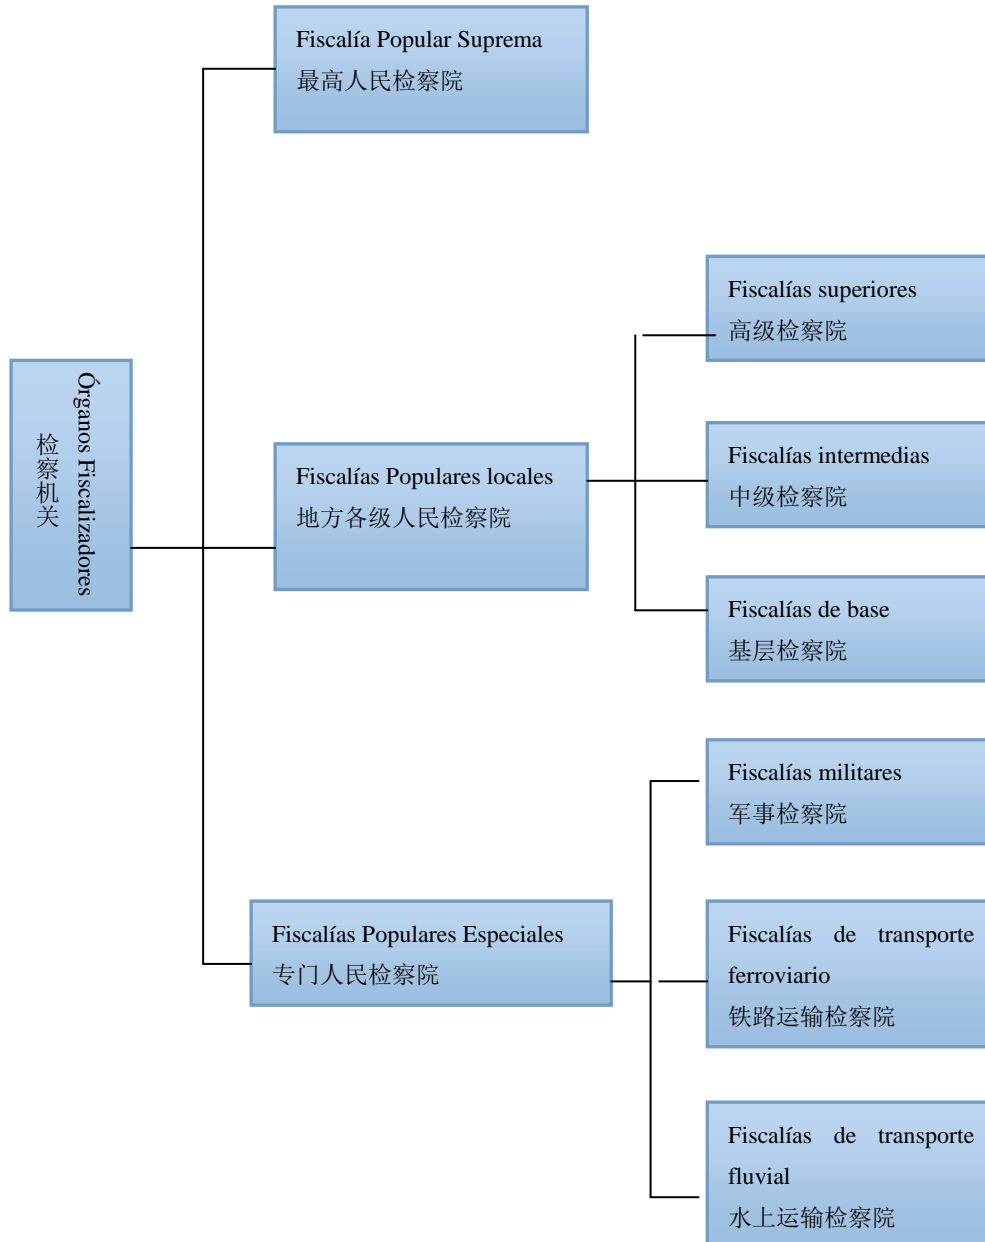 Fiscalía Popular Suprema
最高人民检察院
Fiscalías superiores
高级检察院
Órganos Fiscalizadores
检察机关
Fiscalías Populares locales
地方各级人民检察院
Fiscalías intermedias
中级检察院
Fiscalías de base
基层检察院
Fiscalías militares
军事检察院
Fiscalías Populares Especiales
专门人民检察院
Fiscalías de transporte
ferroviario
铁路运输检察院
Fiscalías de transporte
fluvial
水上运输检察院